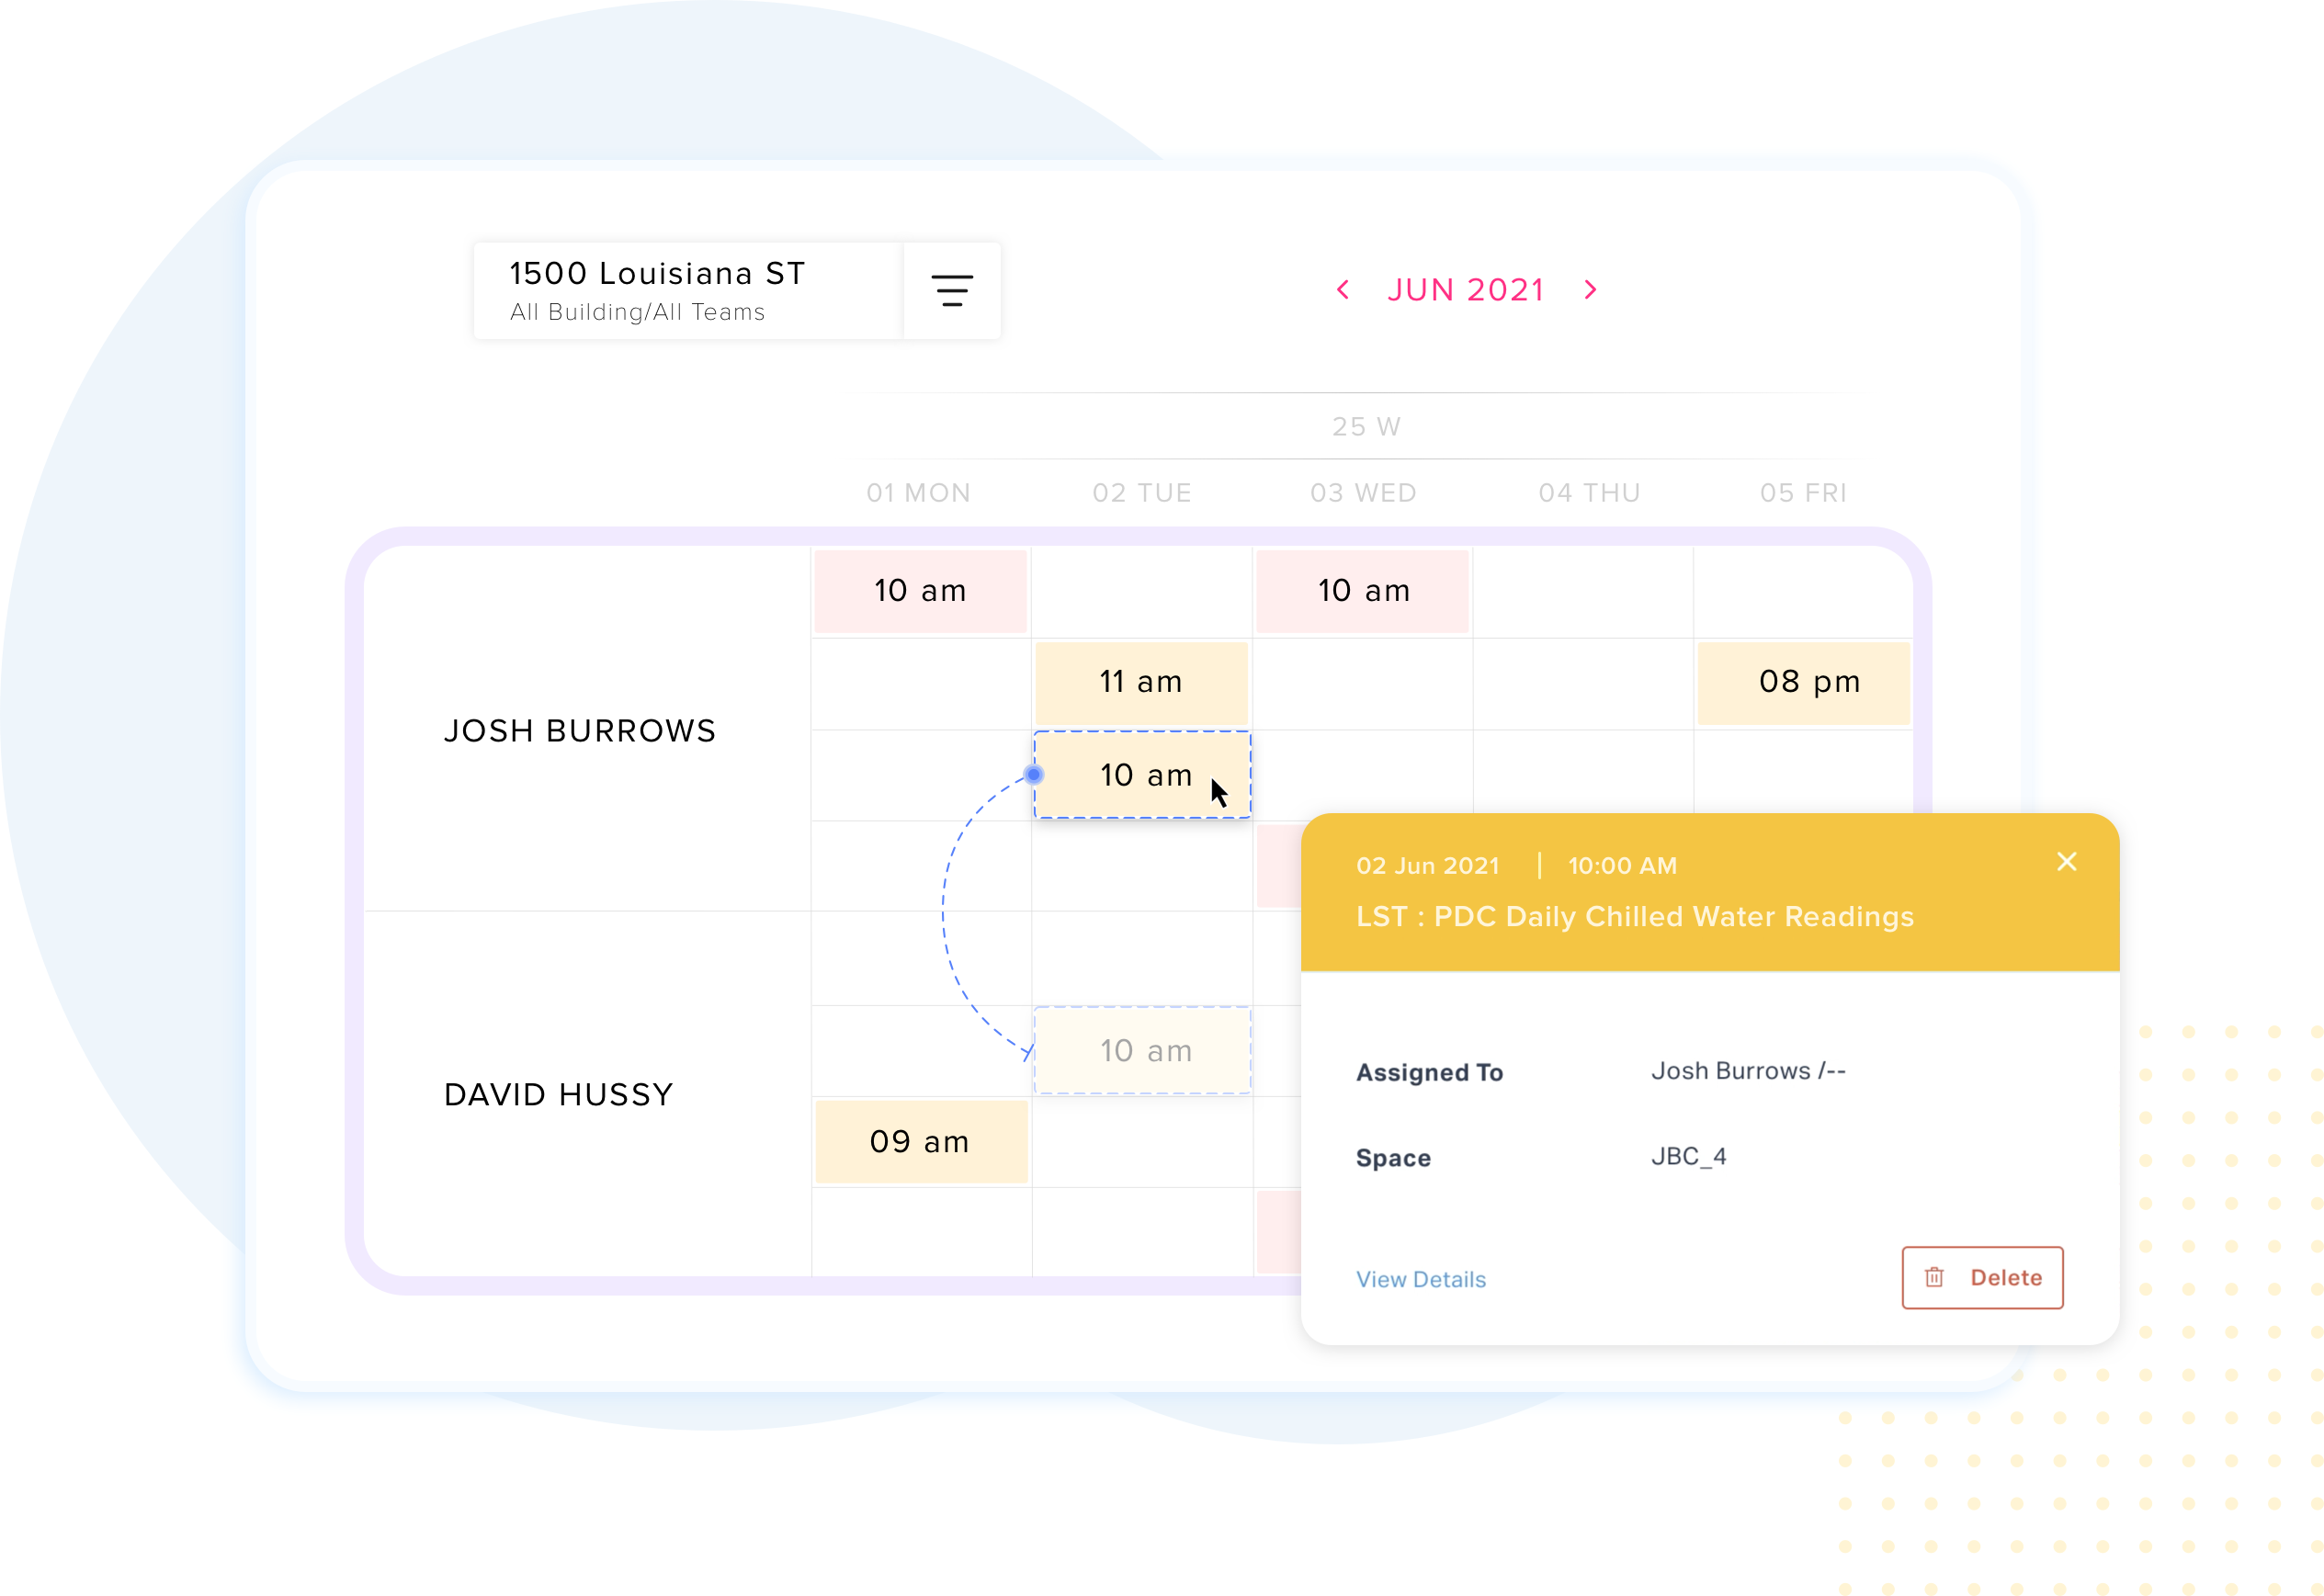 1500 Louisiana ST
All Building/All Teams
JUN 2021
25 W
01 MON 02 TUE 03 WED 04 THU 05 FRI
10 am 10 am
11 am 08 pm
JOSH BURROWS
10 am
02 Jun 2021 | 10:00 AM
LST : PDC Daily Chilled Water Readings
10 am
Assigned To Josh Burrows /--
DAVID HUSSY
09 am
Space JBC_4
View Details
Delete